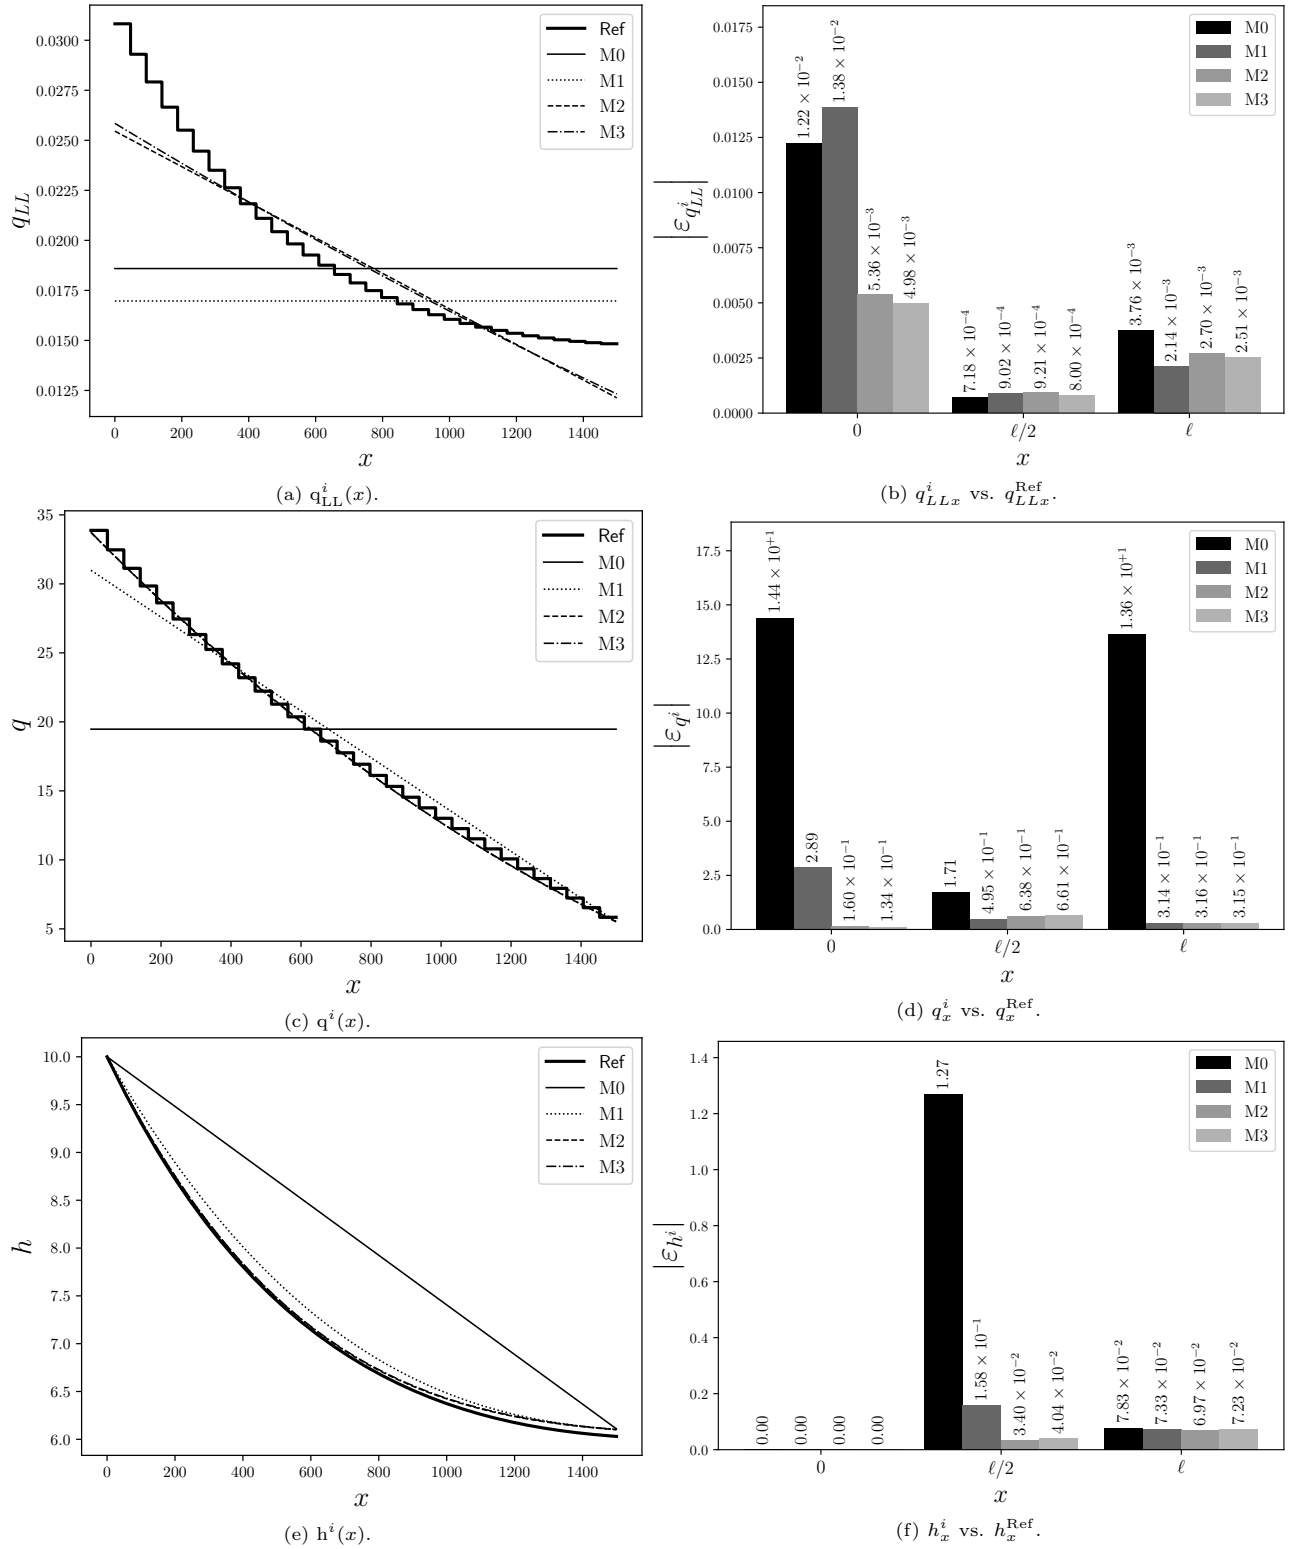 0.0300
0.0275
0.0250
0.0225
0.0200
0.0175
0.0150
0.0125
q_{LL}
Ref
M0
M1
M2
M3
0 200 400 600 800 1000 1200 1400
x
(a) q^i_{LL}(x).
0.0175
0.0150
0.0125
0.0100
0.0075
0.0050
0.0025
0.0000
|ε_{q^i_{LL}}|
1.22 × 10^{−2}
1.38 × 10^{−2}
5.36 × 10^{−3}
4.98 × 10^{−3}
7.18 × 10^{−4}
9.02 × 10^{−4}
9.21 × 10^{−4}
8.00 × 10^{−4}
3.76 × 10^{−3}
2.14 × 10^{−3}
2.70 × 10^{−3}
2.51 × 10^{−3}
M0
M1
M2
M3
0 ℓ/2 ℓ
x
(b) q^i_{LLx} vs. q^{Ref}_{LLx}.
35
30
25
20
15
10
5
q
Ref
M0
M1
M2
M3
0 200 400 600 800 1000 1200 1400
x
(c) q^i(x).
17.5
15.0
12.5
10.0
7.5
5.0
2.5
0.0
|ε_{q^i}|
1.44 × 10^{+1}
2.89
1.60 × 10^{−1}
1.34 × 10^{−1}
1.71
4.95 × 10^{−1}
6.38 × 10^{−1}
6.61 × 10^{−1}
1.36 × 10^{+1}
3.14 × 10^{−1}
3.16 × 10^{−1}
3.15 × 10^{−1}
M0
M1
M2
M3
0 ℓ/2 ℓ
x
(d) q^i_x vs. q^{Ref}_x.
10.0
9.5
9.0
8.5
8.0
7.5
7.0
6.5
6.0
h
Ref
M0
M1
M2
M3
0 200 400 600 800 1000 1200 1400
x
(e) h^i(x).
1.4
1.2
1.0
0.8
0.6
0.4
0.2
0.0
|ε_{h^i}|
0.00
0.00
0.00
0.00
1.27
1.58 × 10^{−1}
3.40 × 10^{−2}
4.04 × 10^{−2}
7.83 × 10^{−2}
7.33 × 10^{−2}
6.97 × 10^{−2}
7.23 × 10^{−2}
M0
M1
M2
M3
0 ℓ/2 ℓ
x
(f) h^i_x vs. h^{Ref}_x.